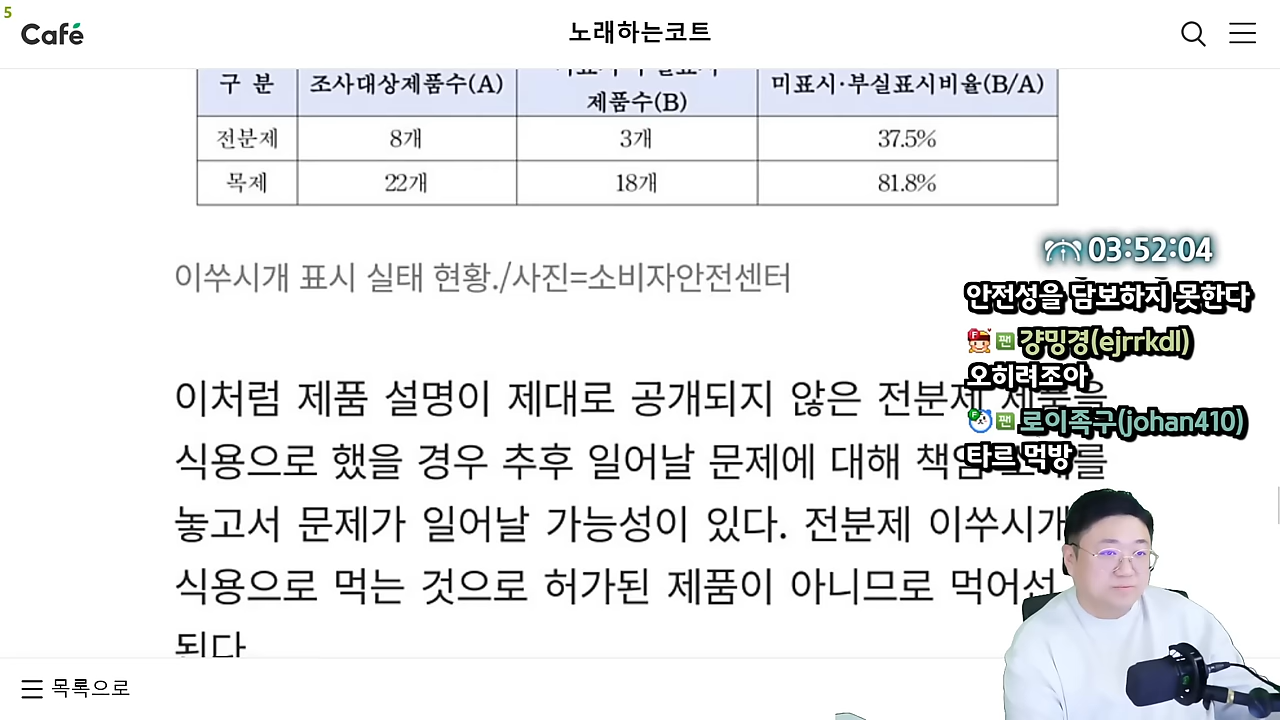 5
Café
노래하는코트
구 분
조사대상제품수(A)
제품수(B)
미표시·부실표시비율(B/A)
전분제
8개
3개
37.5%
목제
22개
18개
81.8%
이쑤시개 표시 실태 현황./사진=소비자안전센터
이처럼 제품 설명이 제대로 공개되지 않은 전분제 제품을
식용으로 했을 경우 추후 일어날 문제에 대해 책임
놓고서 문제가 일어날 가능성이 있다. 전분제 이쑤시개
식용으로 먹는 것으로 허가된 제품이 아니므로 먹어선
된다
03:52:04
안전성을 담보하지 못한다
팬 걍밍경(ejrrkdl)
오히려조아
팬 로이족구(johan410)
타르 먹방
목록으로